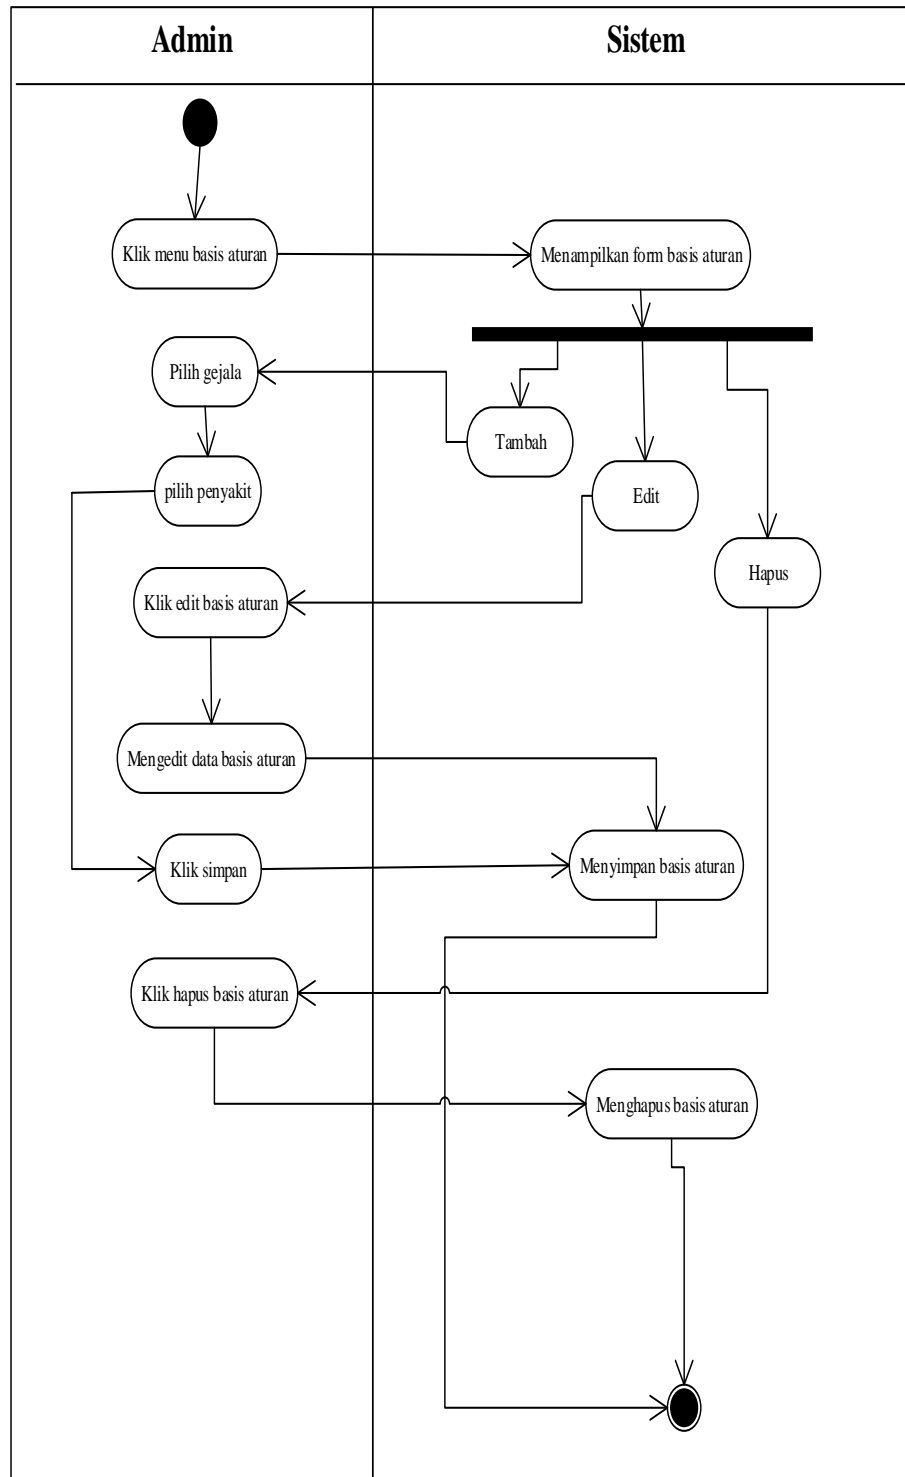 Admin
Sistem
Klik menu basis aturan
Menampilkan form basis aturan
Pilih gejala
Tambah
pilih penyakit
Edit
Hapus
Klik edit basis aturan
Mengedit data basis aturan
Klik simpan
Menyimpan basis aturan
Klik hapus basis aturan
Menghapus basis aturan